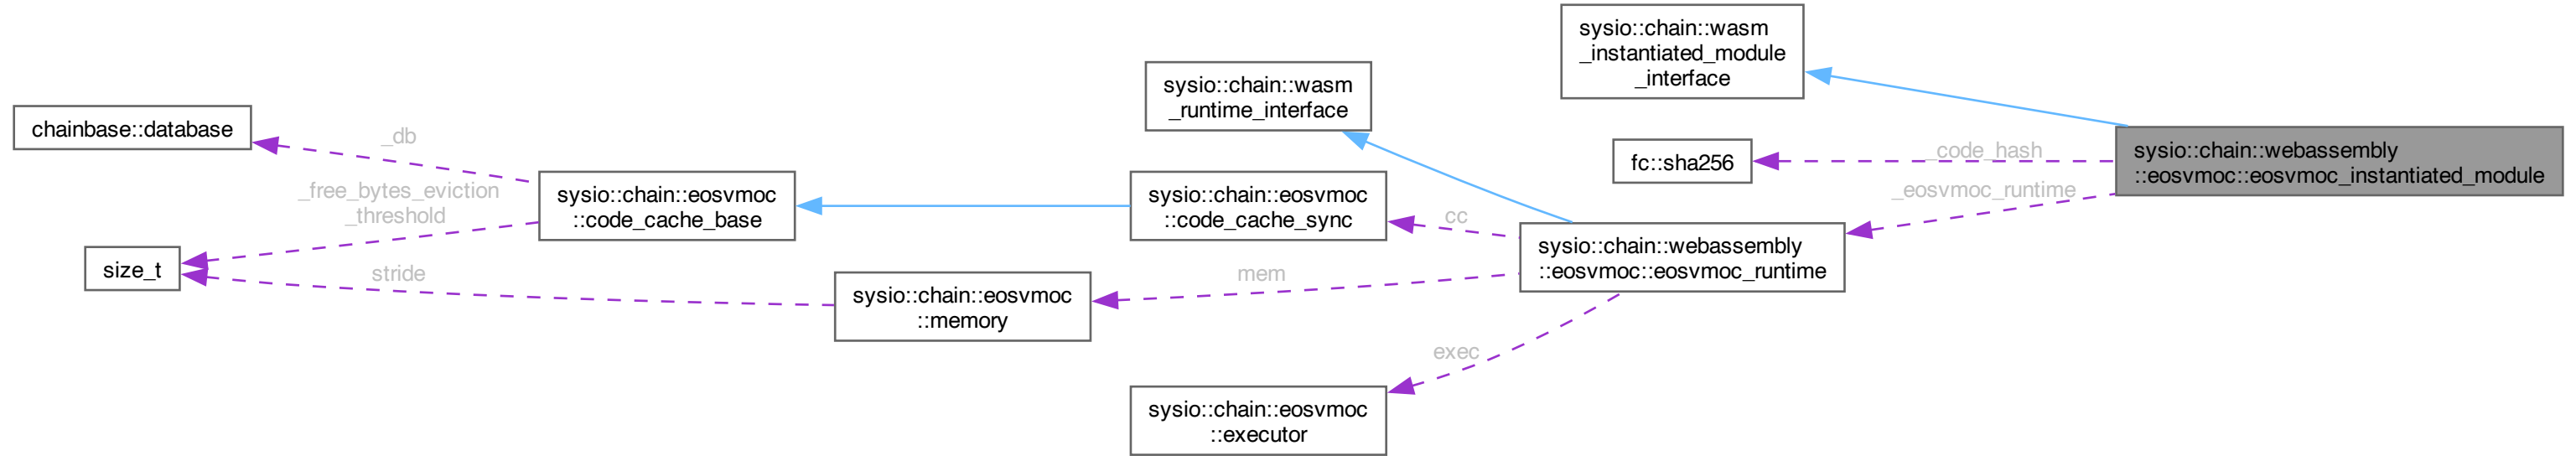 sysio::chain::wasm
_instantiated_module
_interface
sysio::chain::wasm
_runtime_interface
chainbase::database
_db
_code_hash
fc::sha256
sysio::chain::webassembly
::eosvmoc::eosvmoc_instantiated_module
_free_bytes_eviction
_threshold
sysio::chain::eosvmoc
::code_cache_base
sysio::chain::eosvmoc
::code_cache_sync
cc
_eosvmoc_runtime
sysio::chain::webassembly
::eosvmoc::eosvmoc_runtime
size_t
stride
sysio::chain::eosvmoc
::memory
mem
exec
sysio::chain::eosvmoc
::executor